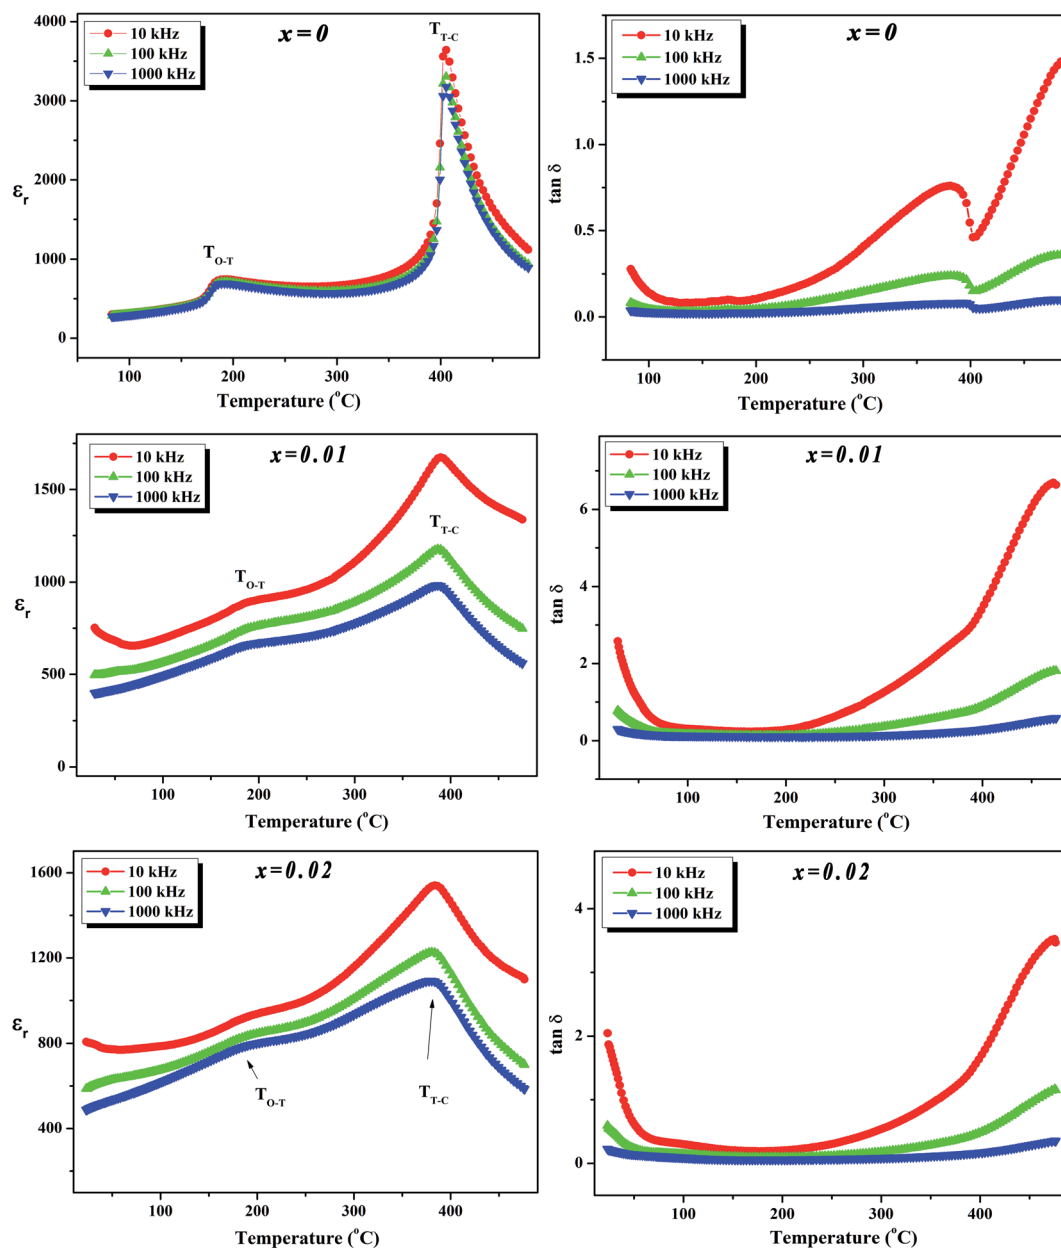 x=0
10 kHz
100 kHz
1000 kHz
T_T-C
T_O-T
ε_r
4000
3000
2000
1000
0
100
200
300
400
500
Temperature (°C)
x=0
10 kHz
100 kHz
1000 kHz
tan δ
1.5
1.0
0.5
0.0
100
200
300
400
Temperature (°C)
x=0.01
10 kHz
100 kHz
1000 kHz
T_T-C
T_O-T
ε_r
1500
1000
500
0
100
200
300
400
Temperature (°C)
x=0.01
10 kHz
100 kHz
1000 kHz
tan δ
6
4
2
0
100
200
300
400
Temperature (°C)
x=0.02
10 kHz
100 kHz
1000 kHz
T_O-T
T_T-C
ε_r
1600
1200
800
400
100
200
300
400
Temperature (°C)
x=0.02
10 kHz
100 kHz
1000 kHz
tan δ
4
2
0
100
200
300
400
Temperature (°C)